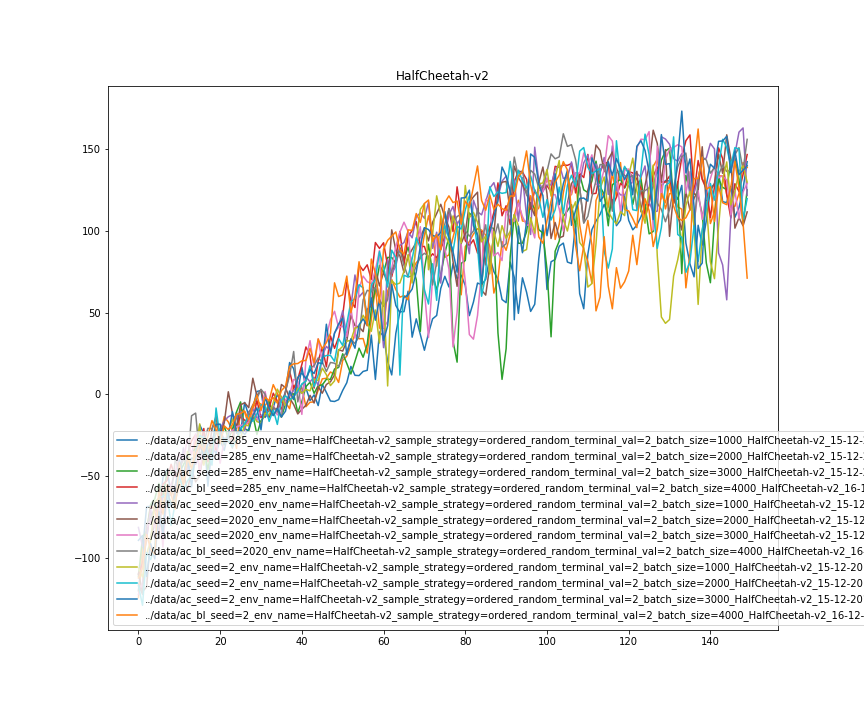 HalfCheetah-v2
150
100
50
0
−50
−100
../data/ac_seed=285_env_name=HalfCheetah-v2_sample_strategy=ordered_random_terminal_val=2_batch_size=1000_HalfCheetah-v2_15-12-
../data/ac_seed=285_env_name=HalfCheetah-v2_sample_strategy=ordered_random_terminal_val=2_batch_size=2000_HalfCheetah-v2_15-12-
../data/ac_seed=285_env_name=HalfCheetah-v2_sample_strategy=ordered_random_terminal_val=2_batch_size=3000_HalfCheetah-v2_15-12-
../data/ac_bl_seed=285_env_name=HalfCheetah-v2_sample_strategy=ordered_random_terminal_val=2_batch_size=4000_HalfCheetah-v2_16-1
../data/ac_seed=2020_env_name=HalfCheetah-v2_sample_strategy=ordered_random_terminal_val=2_batch_size=1000_HalfCheetah-v2_15-12
../data/ac_seed=2020_env_name=HalfCheetah-v2_sample_strategy=ordered_random_terminal_val=2_batch_size=2000_HalfCheetah-v2_15-12
../data/ac_seed=2020_env_name=HalfCheetah-v2_sample_strategy=ordered_random_terminal_val=2_batch_size=3000_HalfCheetah-v2_15-12
../data/ac_bl_seed=2020_env_name=HalfCheetah-v2_sample_strategy=ordered_random_terminal_val=2_batch_size=4000_HalfCheetah-v2_16-
../data/ac_seed=2_env_name=HalfCheetah-v2_sample_strategy=ordered_random_terminal_val=2_batch_size=1000_HalfCheetah-v2_15-12-20
../data/ac_seed=2_env_name=HalfCheetah-v2_sample_strategy=ordered_random_terminal_val=2_batch_size=2000_HalfCheetah-v2_15-12-20
../data/ac_seed=2_env_name=HalfCheetah-v2_sample_strategy=ordered_random_terminal_val=2_batch_size=3000_HalfCheetah-v2_15-12-20
../data/ac_bl_seed=2_env_name=HalfCheetah-v2_sample_strategy=ordered_random_terminal_val=2_batch_size=4000_HalfCheetah-v2_16-12-
0 20 40 60 80 100 120 140